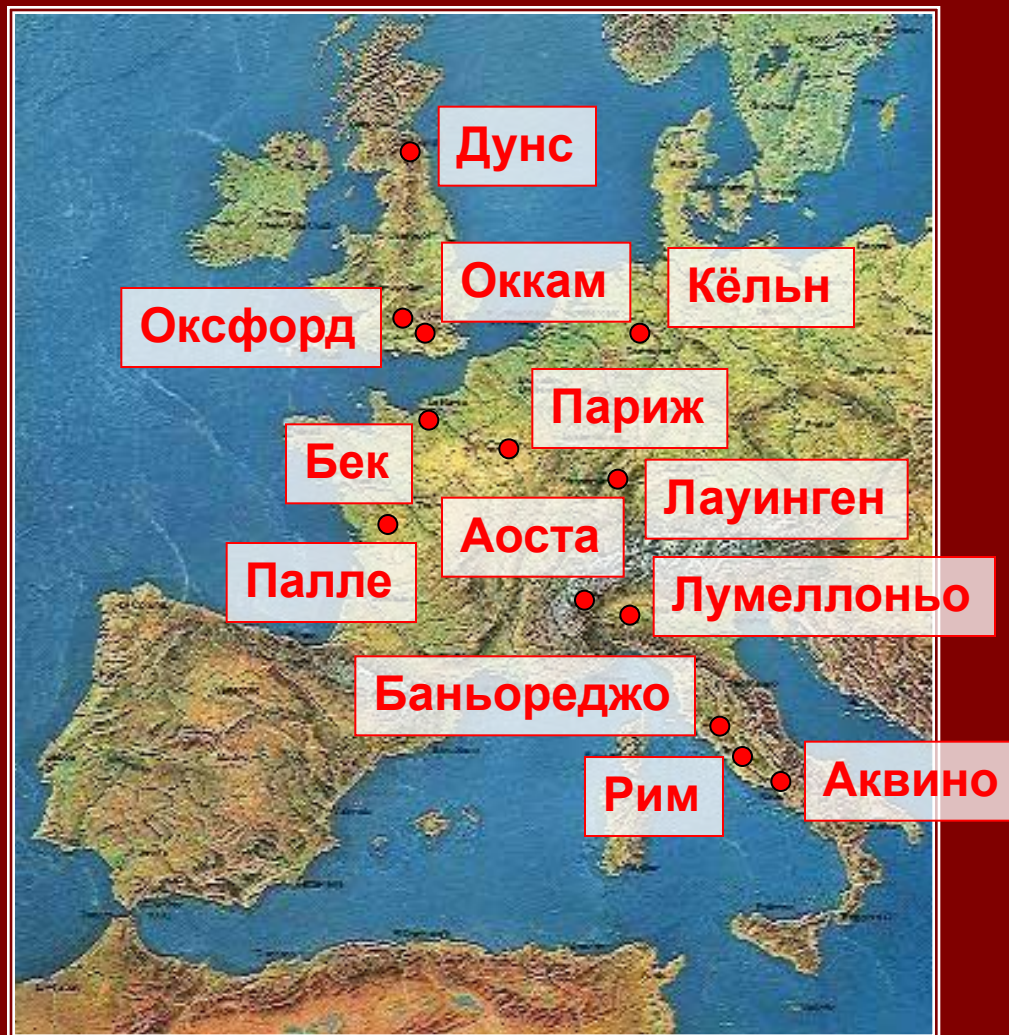 Дунс
Оккам
Кёльн
Оксфорд
Париж
Бек
Лауинген
Аоста
Палле
Лумеллоньо
Баньореджо
Рим
Аквино